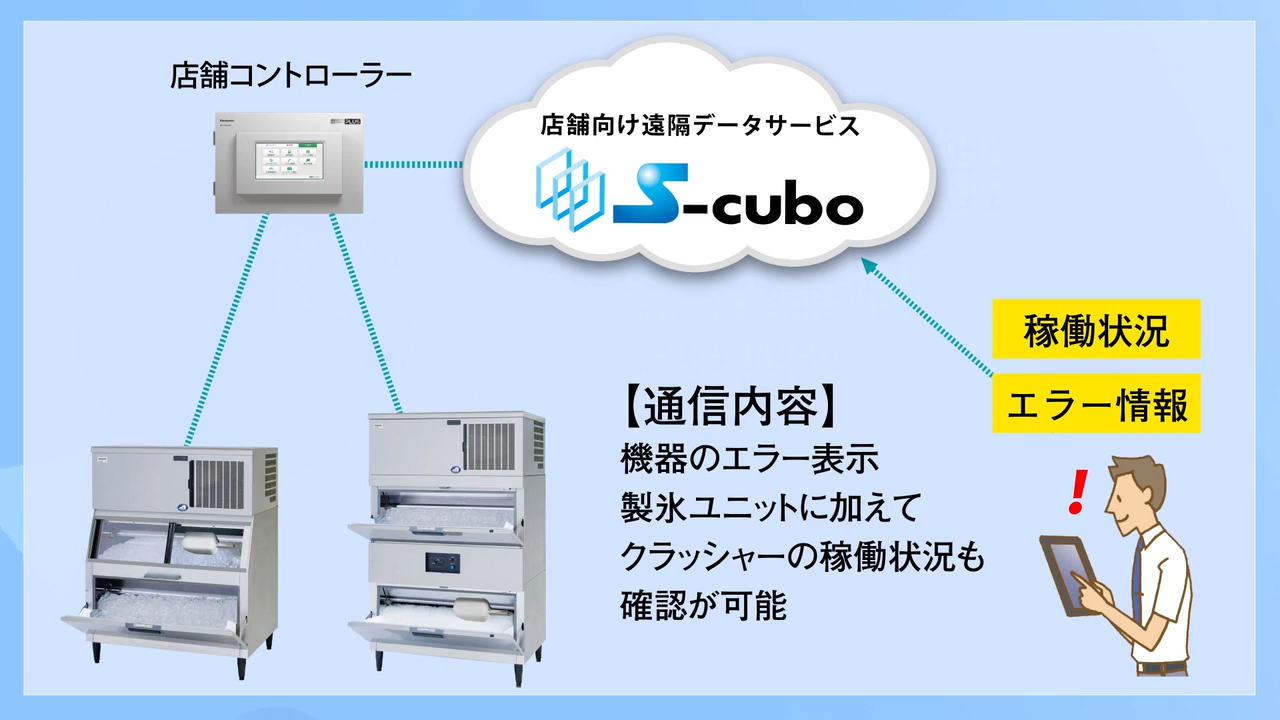 店舗コントローラー
PLUS
店舗向け遠隔データサービス
S-cubo
稼働状況
エラー情報
【通信内容】
機器のエラー表示
製氷ユニットに加えて
クラッシャーの稼働状況も
確認が可能
!